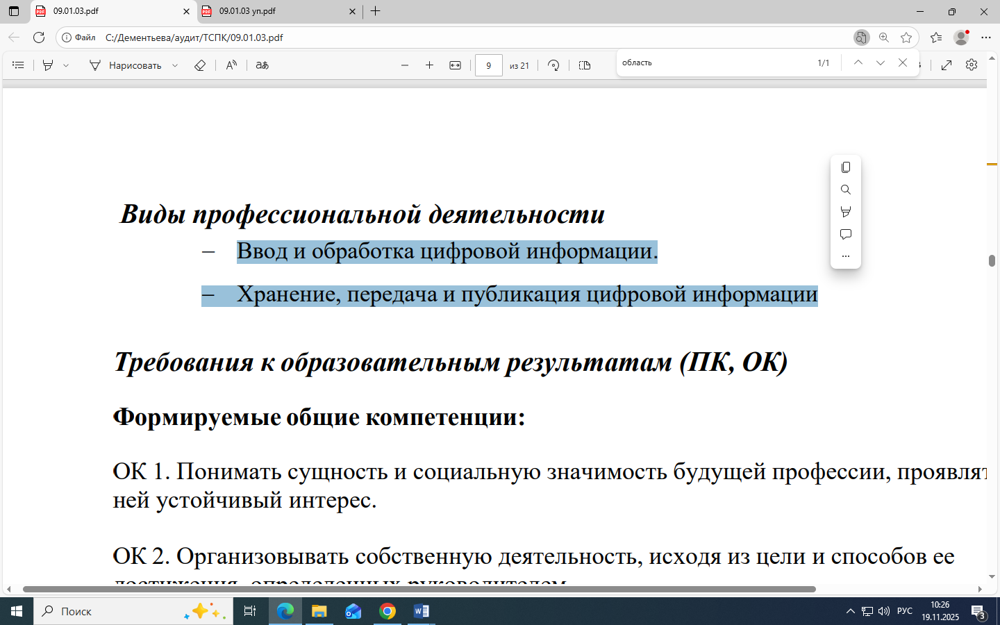 09.01.03.pdf
09.01.03 уп.pdf
Файл
C:/Дементьева/аудит/ТСПК/09.01.03.pdf
Нарисовать
9
из 21
область
1/1
Виды профессиональной деятельности
– Ввод и обработка цифровой информации.
– Хранение, передача и публикация цифровой информации
Требования к образовательным результатам (ПК, ОК)
Формируемые общие компетенции:
ОК 1. Понимать сущность и социальную значимость будущей профессии, проявлят
ней устойчивый интерес.
ОК 2. Организовывать собственную деятельность, исходя из цели и способов ее
достижения, определенных руководителем.
Поиск
РУС
10:26
19.11.2025
3